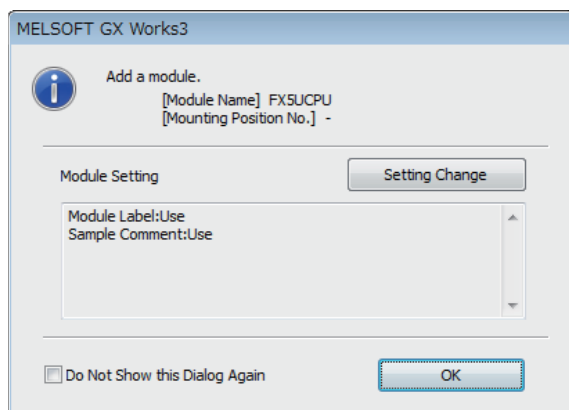 MELSOFT GX Works3
Add a module.
[Module Name] FX5UCPU
[Mounting Position No.] -
Module Setting
Setting Change
Module Label:Use
Sample Comment:Use
Do Not Show this Dialog Again
OK